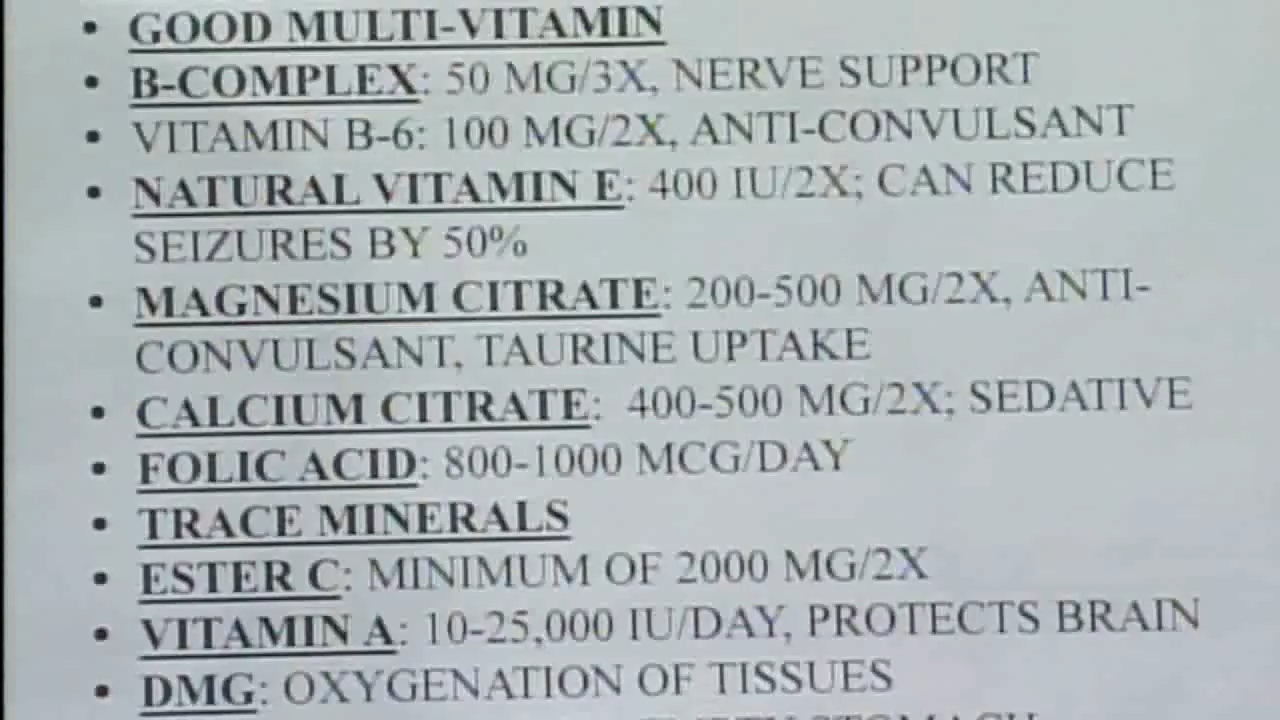 • GOOD MULTI-VITAMIN
• B-COMPLEX: 50 MG/3X, NERVE SUPPORT
• VITAMIN B-6: 100 MG/2X, ANTI-CONVULSANT
• NATURAL VITAMIN E: 400 IU/2X; CAN REDUCE
SEIZURES BY 50%
• MAGNESIUM CITRATE: 200-500 MG/2X, ANTI-
CONVULSANT, TAURINE UPTAKE
• CALCIUM CITRATE: 400-500 MG/2X; SEDATIVE
• FOLIC ACID: 800-1000 MCG/DAY
• TRACE MINERALS
• ESTER C: MINIMUM OF 2000 MG/2X
• VITAMIN A: 10-25,000 IU/DAY, PROTECTS BRAIN
• DMG: OXYGENATION OF TISSUES
STOMACH